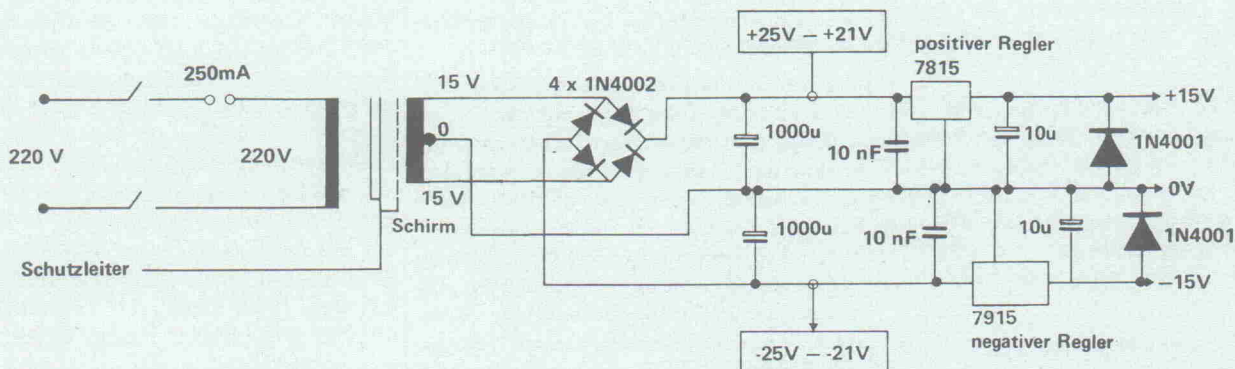 +25V – +21V
positiver Regler
7815
250mA
15 V
4 x 1N4002
+15V
0
1000u
10 nF
10u
1N4001
220 V
220V
0V
15 V
Schirm
1000u
10 nF
10u
1N4001
Schutzleiter
–15V
7915
negativer Regler
-25V – -21V